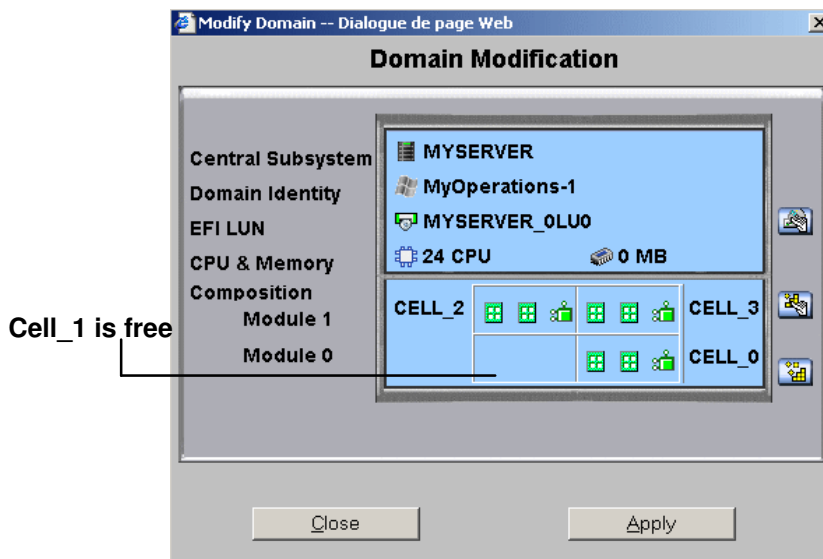 Modify Domain -- Dialogue de page Web
Domain Modification
Central Subsystem MYSERVER
Domain Identity MyOperations-1
EFI LUN MYSERVER_0LU0
CPU & Memory 24 CPU 0 MB
Composition
Module 1 CELL_2 CELL_3
Cell_1 is free
Module 0 CELL_0
Close Apply